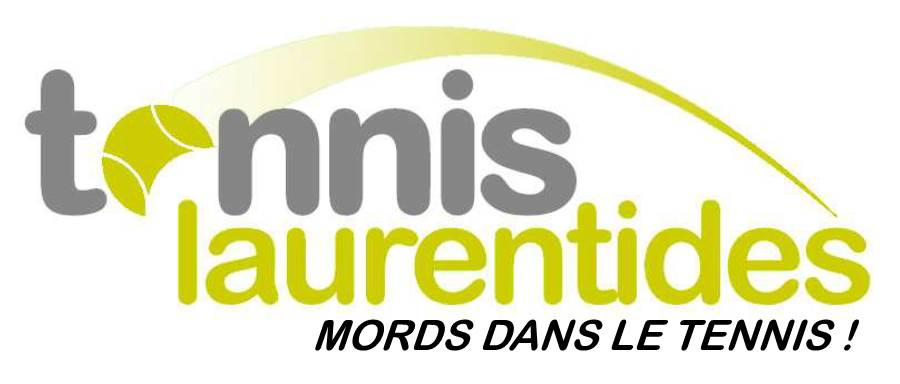 tennis
laurentides
MORDS DANS LE TENNIS !